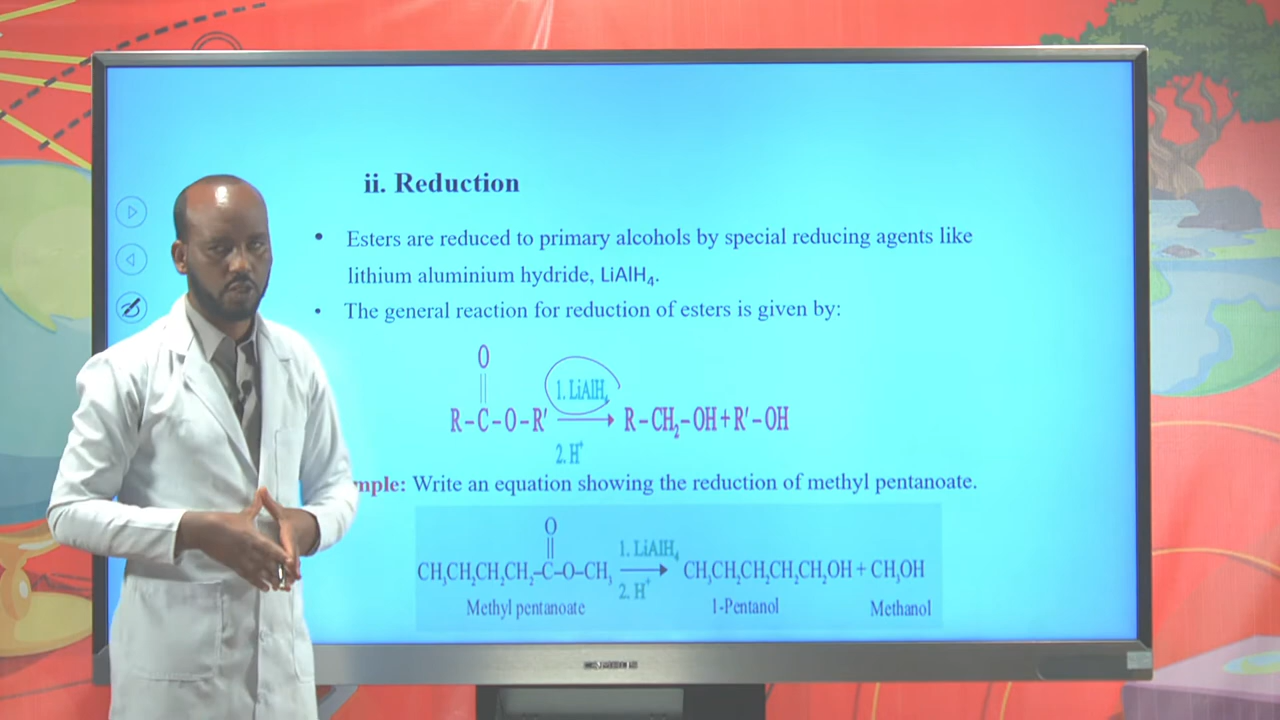 ii. Reduction
• Esters are reduced to primary alcohols by special reducing agents like
lithium aluminium hydride, LiAlH₄.
• The general reaction for reduction of esters is given by:
O
||
R–C–O–R′ 1. LiAlH₄ 2. H⁺ → R–CH₂–OH + R′–OH
mple: Write an equation showing the reduction of methyl pentanoate.
O
||
CH₃CH₂CH₂CH₂–C–O–CH₃ 1. LiAlH₄ 2. H⁺ → CH₃CH₂CH₂CH₂CH₂OH + CH₃OH
Methyl pentanoate 1-Pentanol Methanol